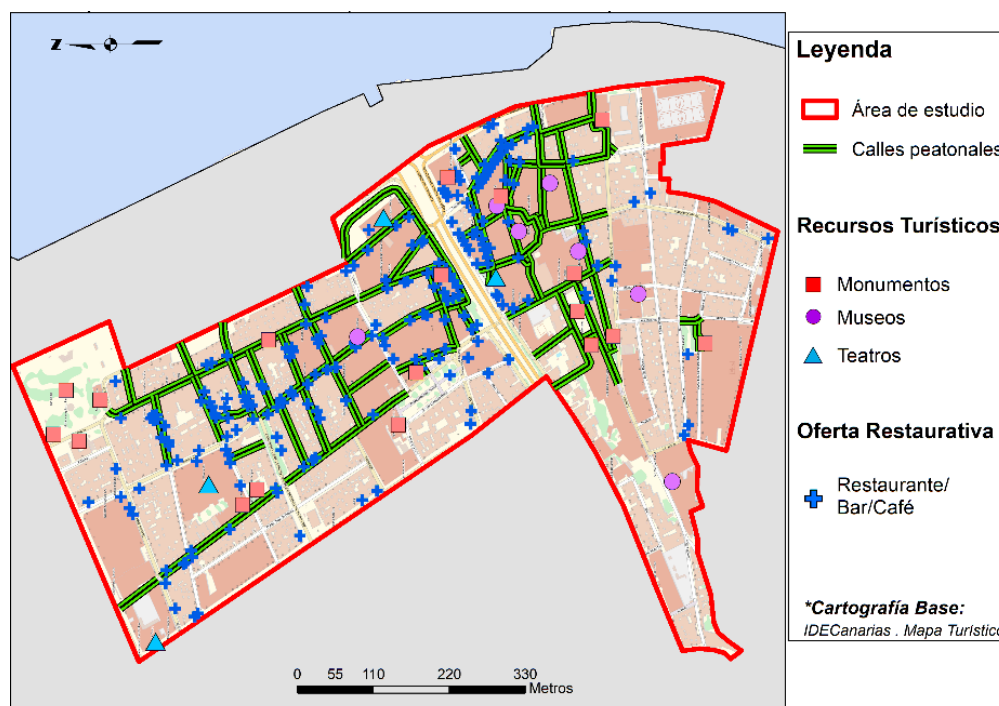 Z
Leyenda
Área de estudio
Calles peatonales
Recursos Turísticos
Monumentos
Museos
Teatros
Oferta Restaurativa
Restaurante/
Bar/Café
*Cartografía Base:
IDECanarias . Mapa Turístico
0 55 110 220 330
Metros